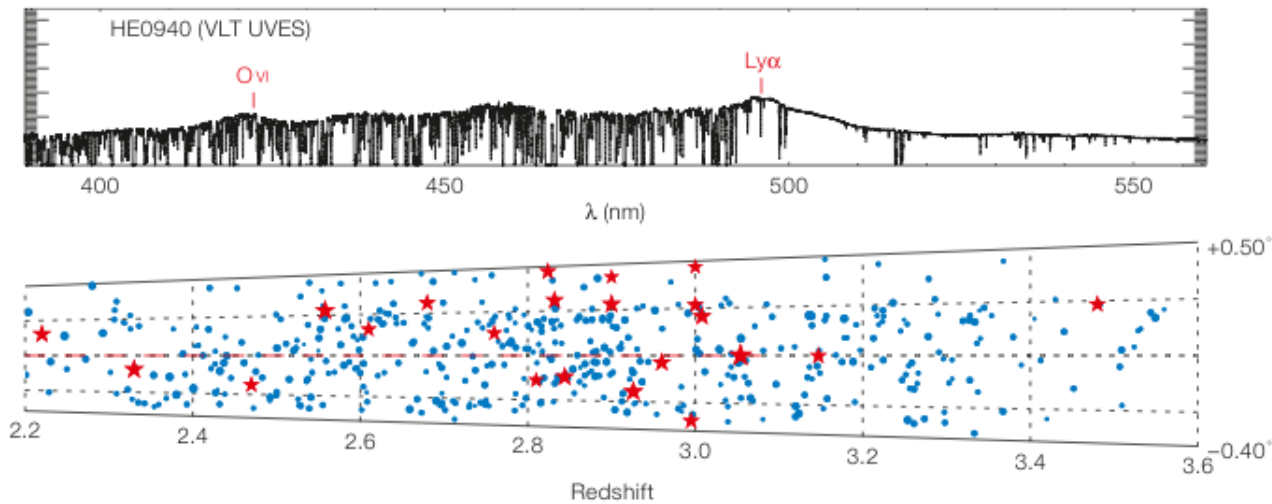 HE0940 (VLT UVES)
O VI
Lyα
400 450 500 550
λ (nm)
+0.50°
2.2 2.4 2.6 2.8 3.0 3.2 3.4 3.6
−0.40°
Redshift